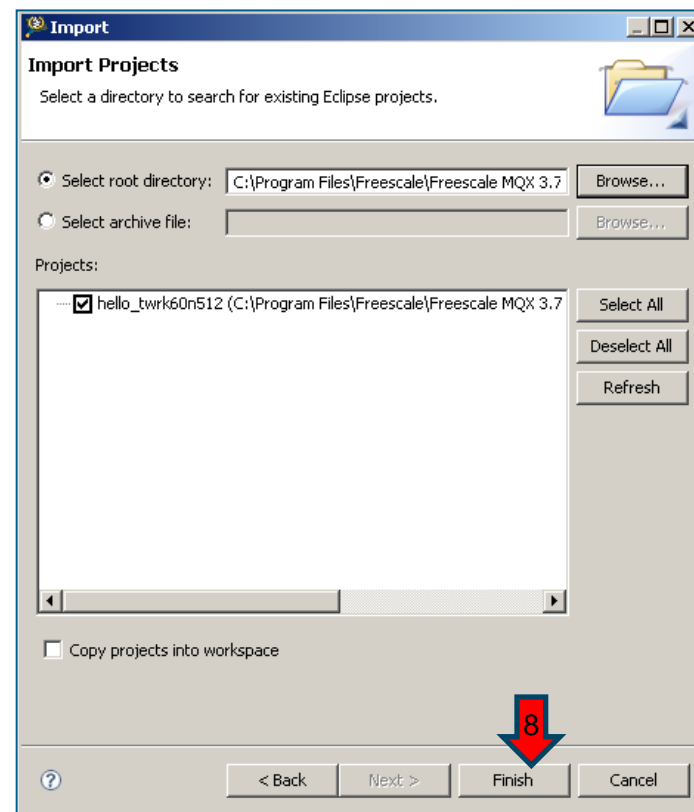 Import
Import Projects
Select a directory to search for existing Eclipse projects.
Select root directory: C:\Program Files\Freescale\Freescale MQX 3.7 Browse...
Select archive file: Browse...
Projects:
hello_twrk60n512 (C:\Program Files\Freescale\Freescale MQX 3.7 Select All
Deselect All
Refresh
Copy projects into workspace
8
? < Back Next > Finish Cancel